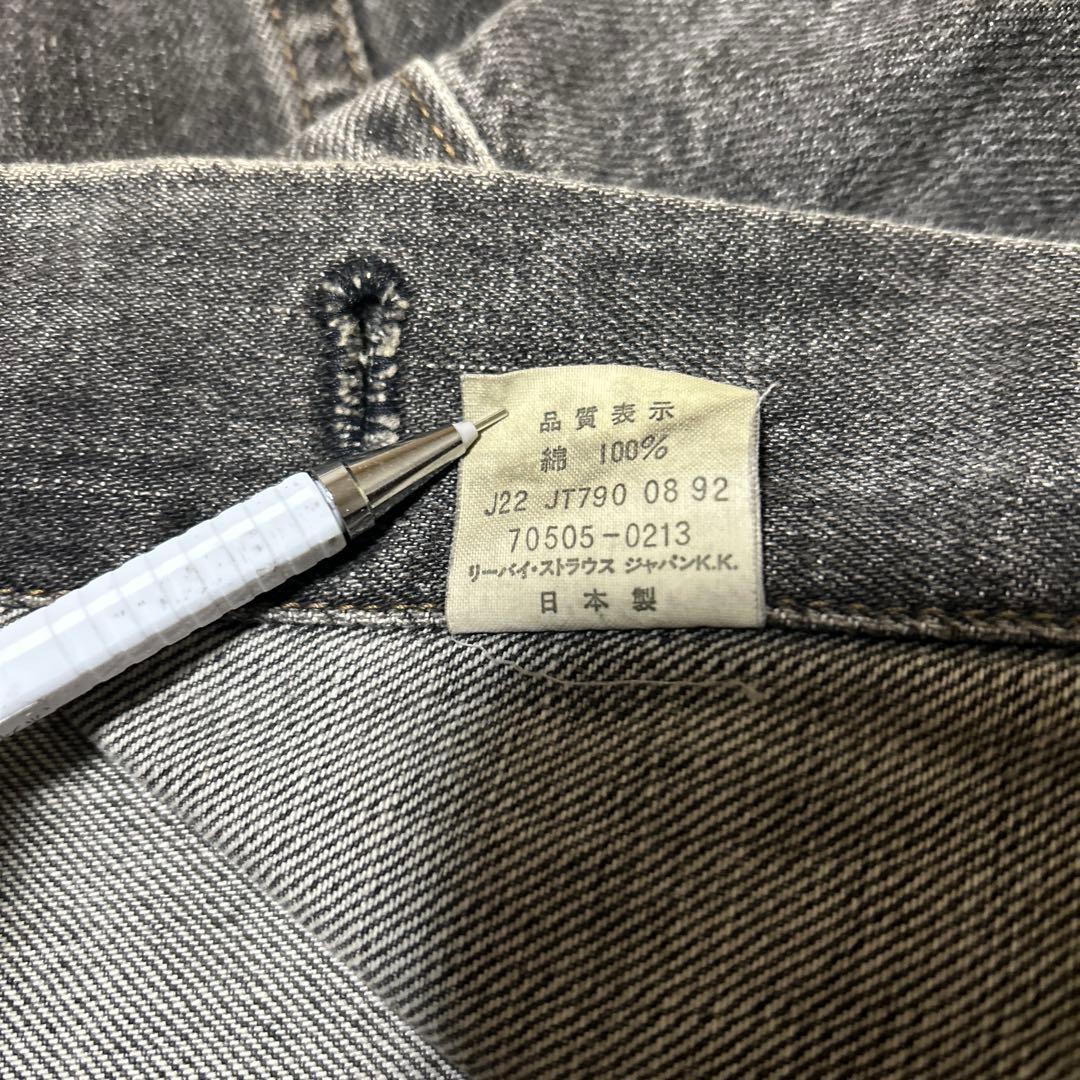 品質表示
綿 100%
J22 JT790 08 92
70505-0213
リーバイ・ストラウス ジャパンK.K.
日本製